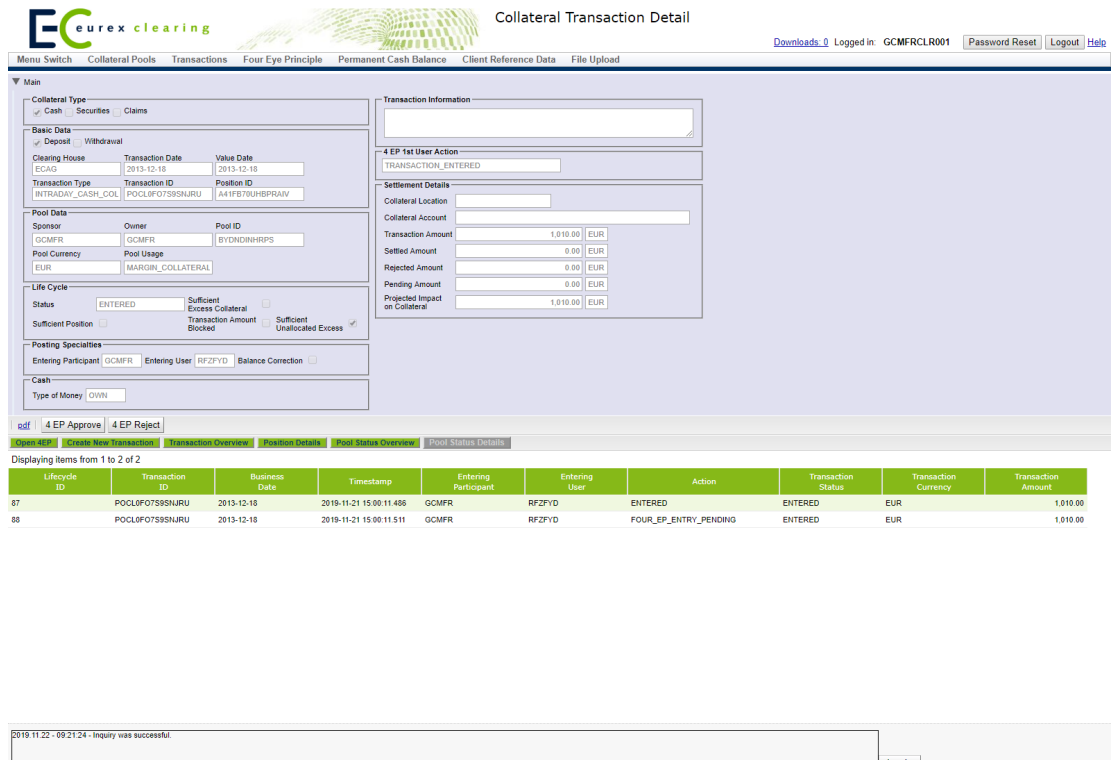 Collateral Transaction Detail
eurex clearing
Downloads: 0 Logged in: GCMFRCLR001 Password Reset Logout Help
Menu Switch Collateral Pools Transactions Four Eye Principle Permanent Cash Balance Client Reference Data File Upload
Main
Collateral Type
Cash Securities Claims
Basic Data
Deposit Withdrawal
Clearing House Transaction Date Value Date
ECAG 2013-12-18 2013-12-18
Transaction Type Transaction ID Position ID
INTRADAY_CASH_COL POCL0FO7S9SNJRU A41FB70UHBPRAIV
Pool Data
Sponsor Owner Pool ID
GCMFR GCMFR BYDNDINHRPS
Pool Currency Pool Usage
EUR MARGIN_COLLATERAL
Life Cycle
Status ENTERED Sufficient Excess Collateral
Sufficient Position Transaction Amount Blocked Sufficient Unallocated Excess
Posting Specialties
Entering Participant GCMFR Entering User RFZFYD Balance Correction
Cash
Type of Money OWN
Transaction Information
4 EP 1st User Action
TRANSACTION_ENTERED
Settlement Details
Collateral Location
Collateral Account
Transaction Amount 1,010.00 EUR
Settled Amount 0.00 EUR
Rejected Amount 0.00 EUR
Pending Amount 0.00 EUR
Projected Impact on Collateral 1,010.00 EUR
pdf 4 EP Approve 4 EP Reject
Open 4EP Create New Transaction Transaction Overview Position Details Pool Status Overview Pool Status Details
Displaying items from 1 to 2 of 2
Lifecycle ID Transaction ID Business Date Timestamp Entering Participant Entering User Action Transaction Status Transaction Currency Transaction Amount
87 POCL0FO7S9SNJRU 2013-12-18 2019-11-21 15:00:11.486 GCMFR RFZFYD ENTERED ENTERED EUR 1,010.00
88 POCL0FO7S9SNJRU 2013-12-18 2019-11-21 15:00:11.511 GCMFR RFZFYD FOUR_EP_ENTRY_PENDING ENTERED EUR 1,010.00
2019.11.22 - 09:21:24 - Inquiry was successful.